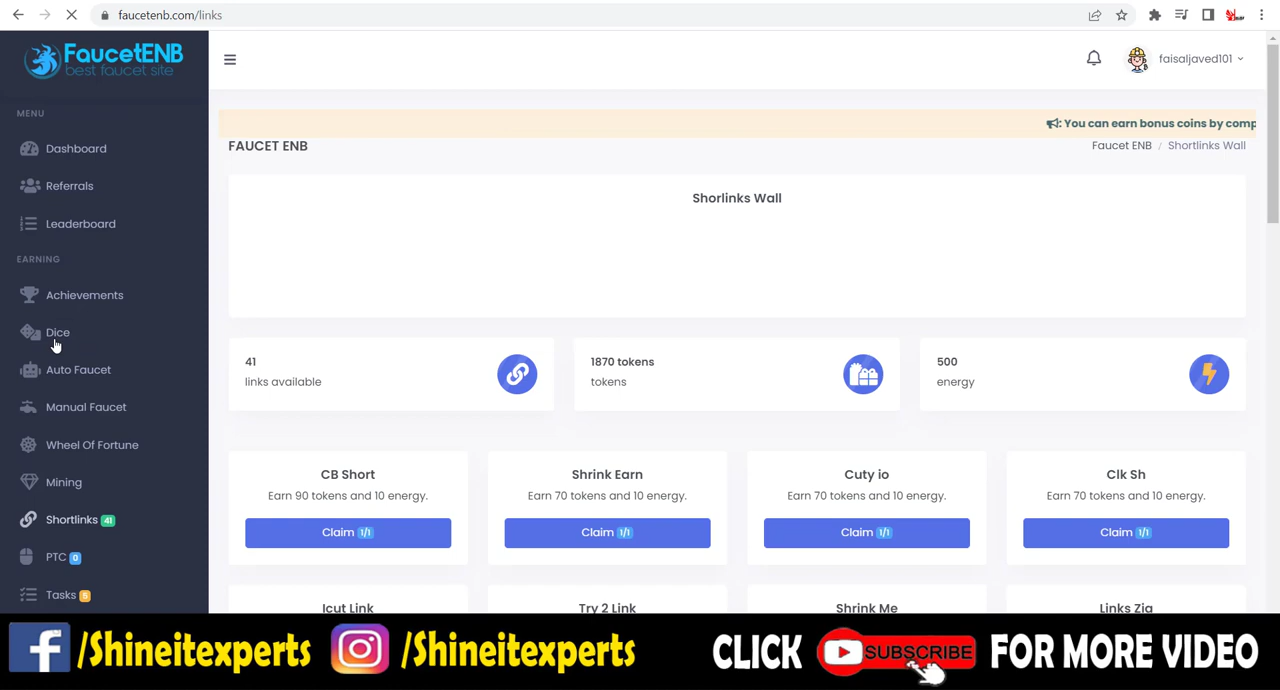 faucetenb.com/links
FaucetENB
best faucet site
MENU
Dashboard
Referrals
Leaderboard
EARNING
Achievements
Dice
Auto Faucet
Manual Faucet
Wheel Of Fortune
Mining
Shortlinks 41
PTC 0
Tasks 6
faisaljaved101
: You can earn bonus coins by comp
FAUCET ENB
Faucet ENB / Shortlinks Wall
Shorlinks Wall
41
links available
1870 tokens
tokens
500
energy
CB Short
Earn 90 tokens and 10 energy.
Claim 1/1
Shrink Earn
Earn 70 tokens and 10 energy.
Claim 1/1
Cuty io
Earn 70 tokens and 10 energy.
Claim 1/1
Clk Sh
Earn 70 tokens and 10 energy.
Claim 1/1
Icut Link
Try 2 Link
Shrink Me
Links Zig
/Shineitexperts
/Shineitexperts
CLICK SUBSCRIBE FOR MORE VIDEO